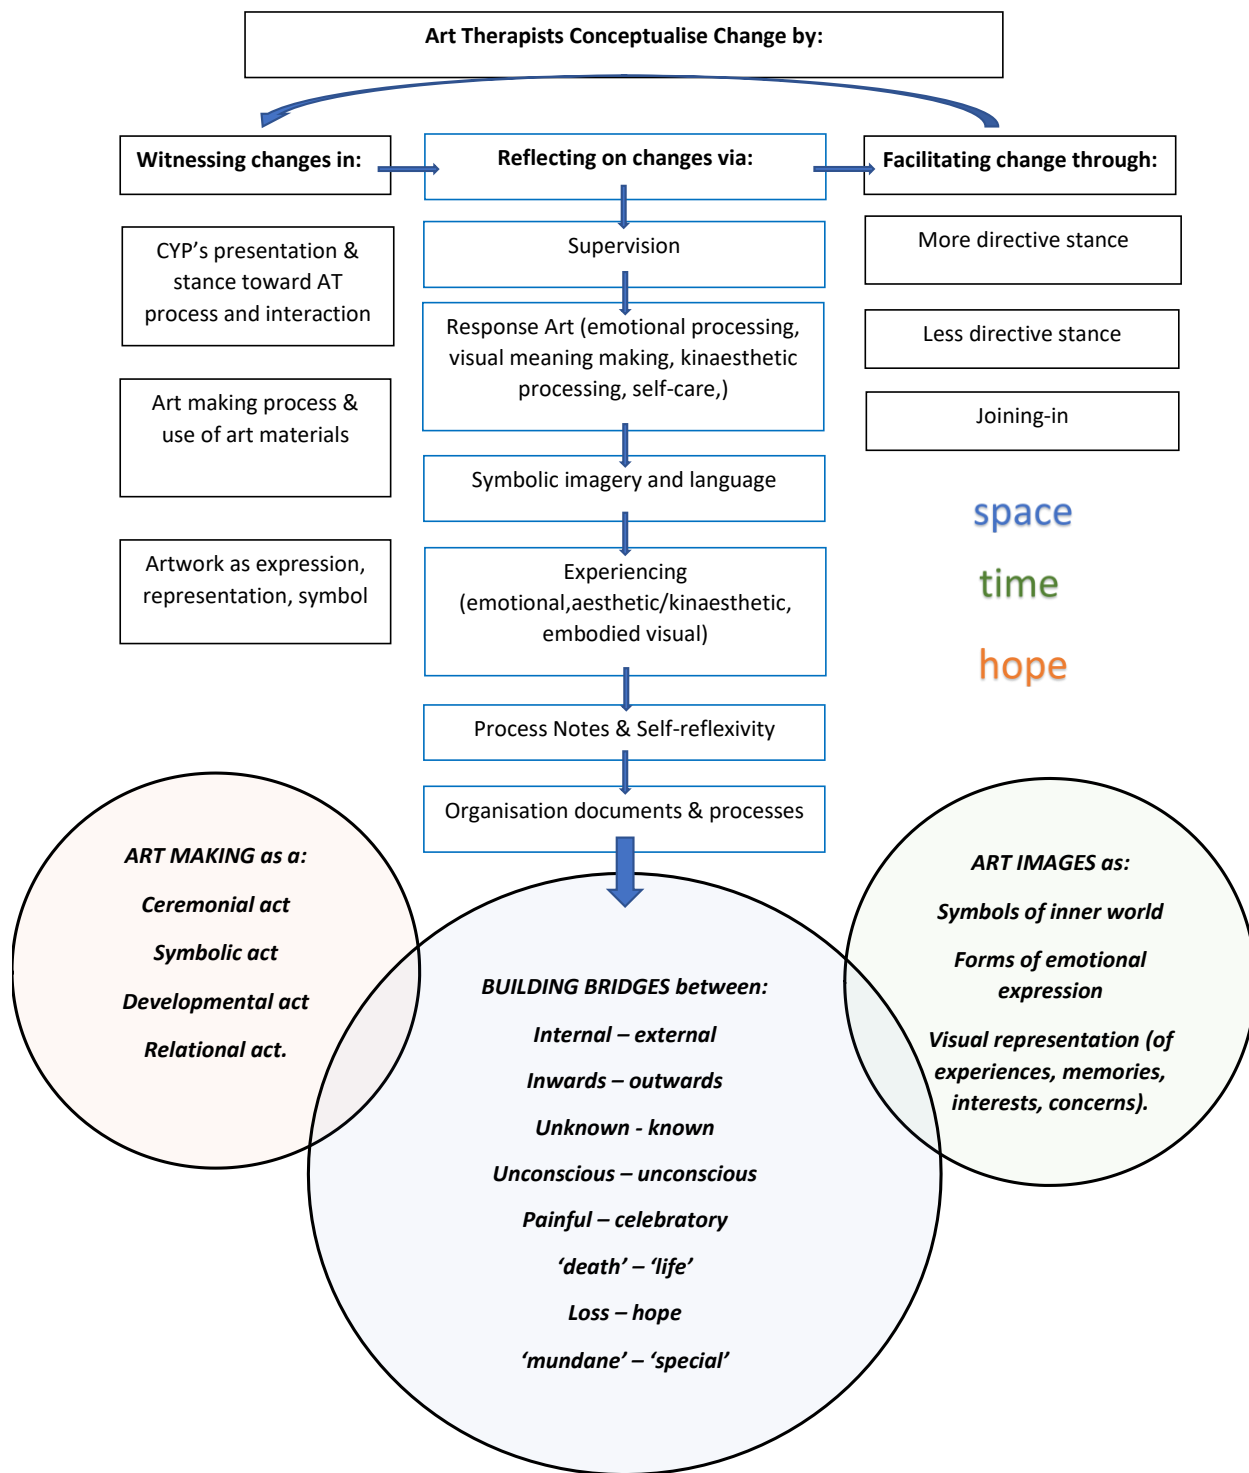 Art Therapists Conceptualise Change by:
Witnessing changes in:
Reflecting on changes via:
Facilitating change through:
CYP’s presentation &
stance toward AT
process and interaction
Art making process &
use of art materials
Artwork as expression,
representation, symbol
Supervision
Response Art (emotional processing,
visual meaning making, kinaesthetic
processing, self-care,)
Symbolic imagery and language
Experiencing
(emotional,aesthetic/kinaesthetic,
embodied visual)
Process Notes & Self-reflexivity
Organisation documents & processes
More directive stance
Less directive stance
Joining-in
space
time
hope
ART MAKING as a:
Ceremonial act
Symbolic act
Developmental act
Relational act.
BUILDING BRIDGES between:
Internal – external
Inwards – outwards
Unknown - known
Unconscious – unconscious
Painful – celebratory
‘death’ – ‘life’
Loss – hope
‘mundane’ – ‘special’
ART IMAGES as:
Symbols of inner world
Forms of emotional
expression
Visual representation (of
experiences, memories,
interests, concerns).